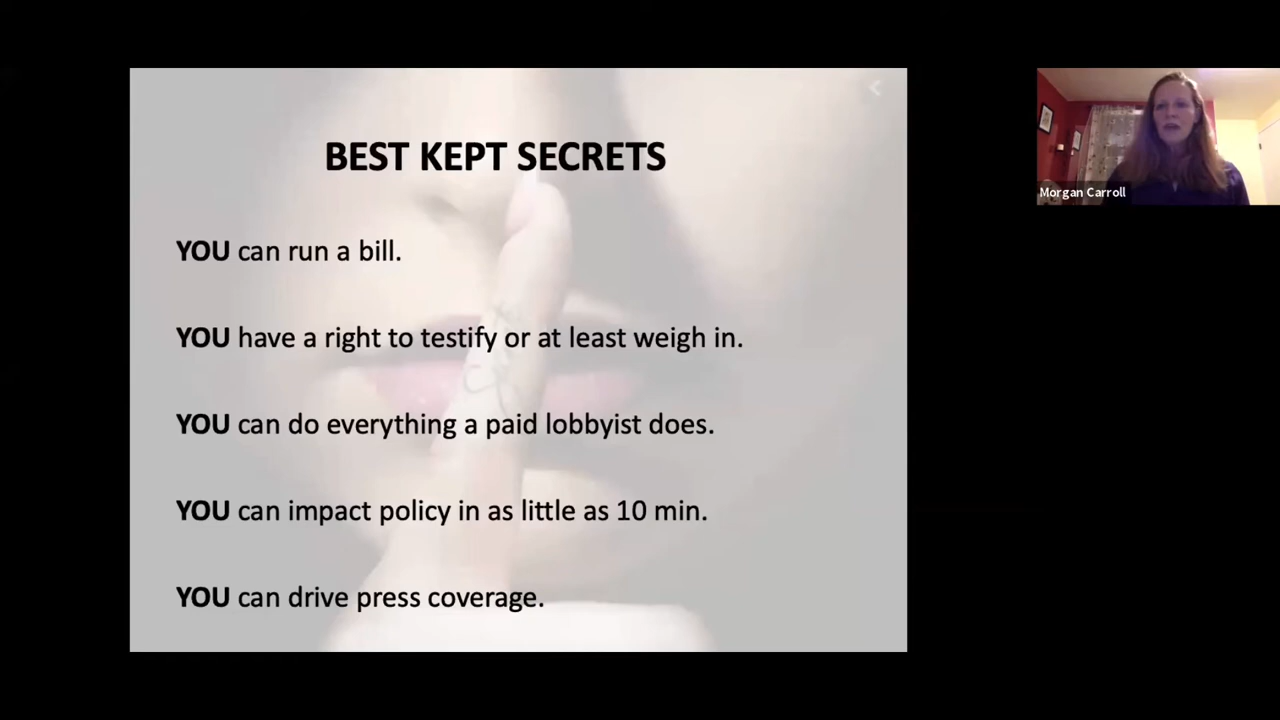 BEST KEPT SECRETS
YOU can run a bill.
YOU have a right to testify or at least weigh in.
YOU can do everything a paid lobbyist does.
YOU can impact policy in as little as 10 min.
YOU can drive press coverage.
Morgan Carroll